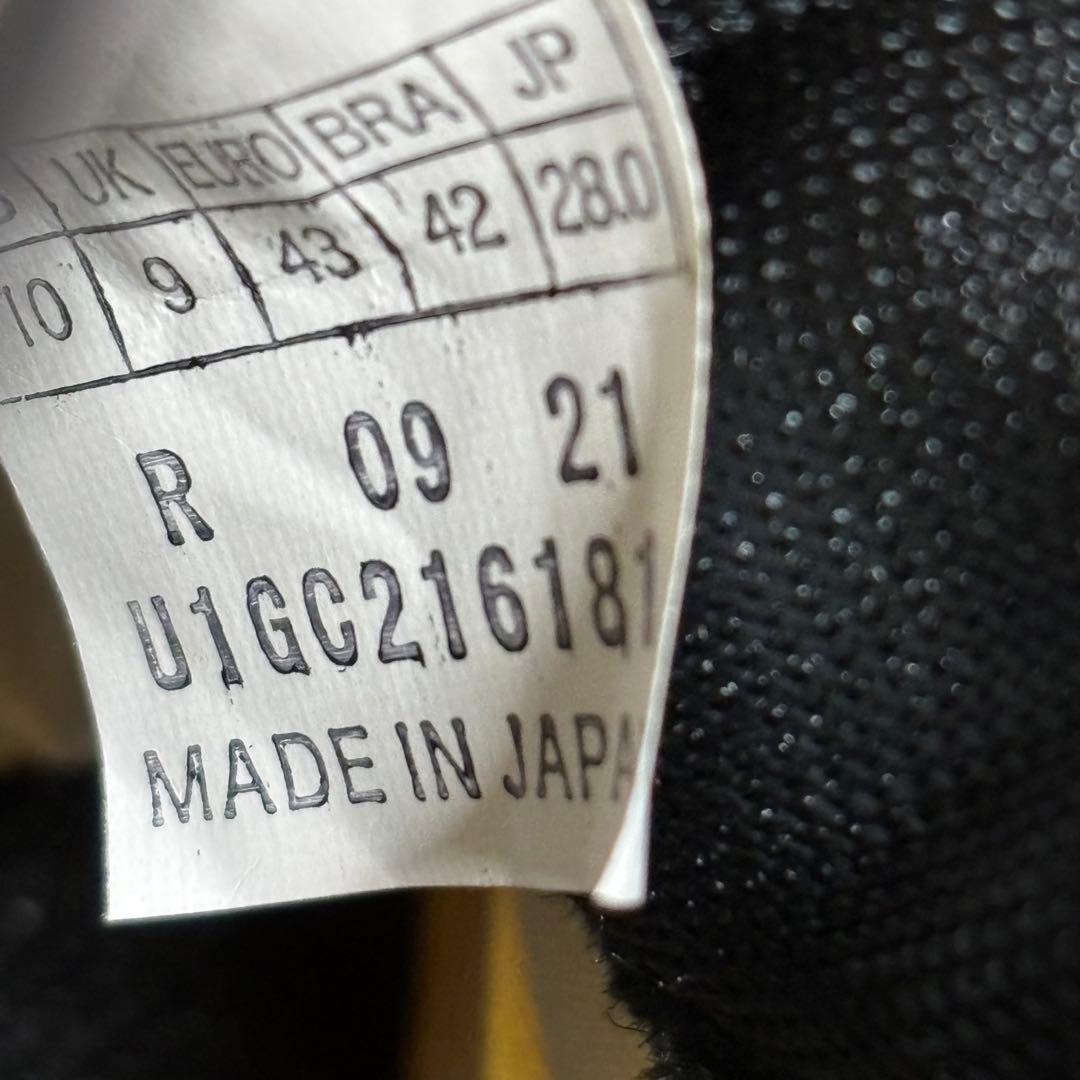 UK EURO BRA JP
10 9 43 42 28.0
R 09 21
U1GC216181
MADE IN JAPA